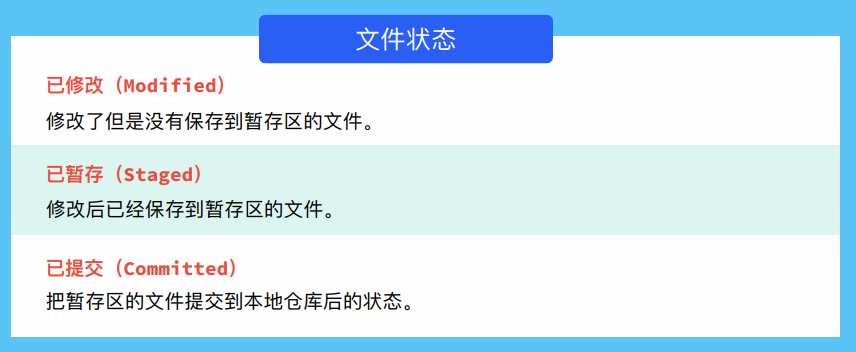 文件状态
已修改（Modified）
修改了但是没有保存到暂存区的文件。
已暂存（Staged）
修改后已经保存到暂存区的文件。
已提交（Committed）
把暂存区的文件提交到本地仓库后的状态。